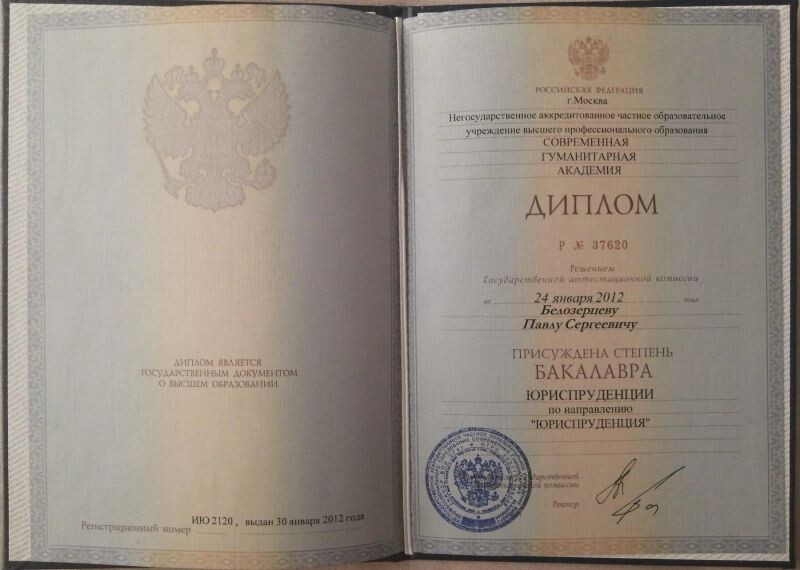 ДИПЛОМ ЯВЛЯЕТСЯ
ГОСУДАРСТВЕННЫМ ДОКУМЕНТОМ
О ВЫСШЕМ ОБРАЗОВАНИИ
Регистрационный номер ИЮ 2120 , выдан 30 января 2012 года
РОССИЙСКАЯ ФЕДЕРАЦИЯ
г.Москва
Негосударственное аккредитованное частное образовательное
учреждение высшего профессионального образования
СОВРЕМЕННАЯ
ГУМАНИТАРНАЯ
АКАДЕМИЯ
ДИПЛОМ
Р № 37620
Решением
Государственной аттестационной комиссии
от 24 января 2012 года
Белозерцеву
Павлу Сергеевичу
ПРИСУЖДЕНА СТЕПЕНЬ
БАКАЛАВРА
ЮРИСПРУДЕНЦИИ
по направлению
"ЮРИСПРУДЕНЦИЯ"
комиссии
Ректор